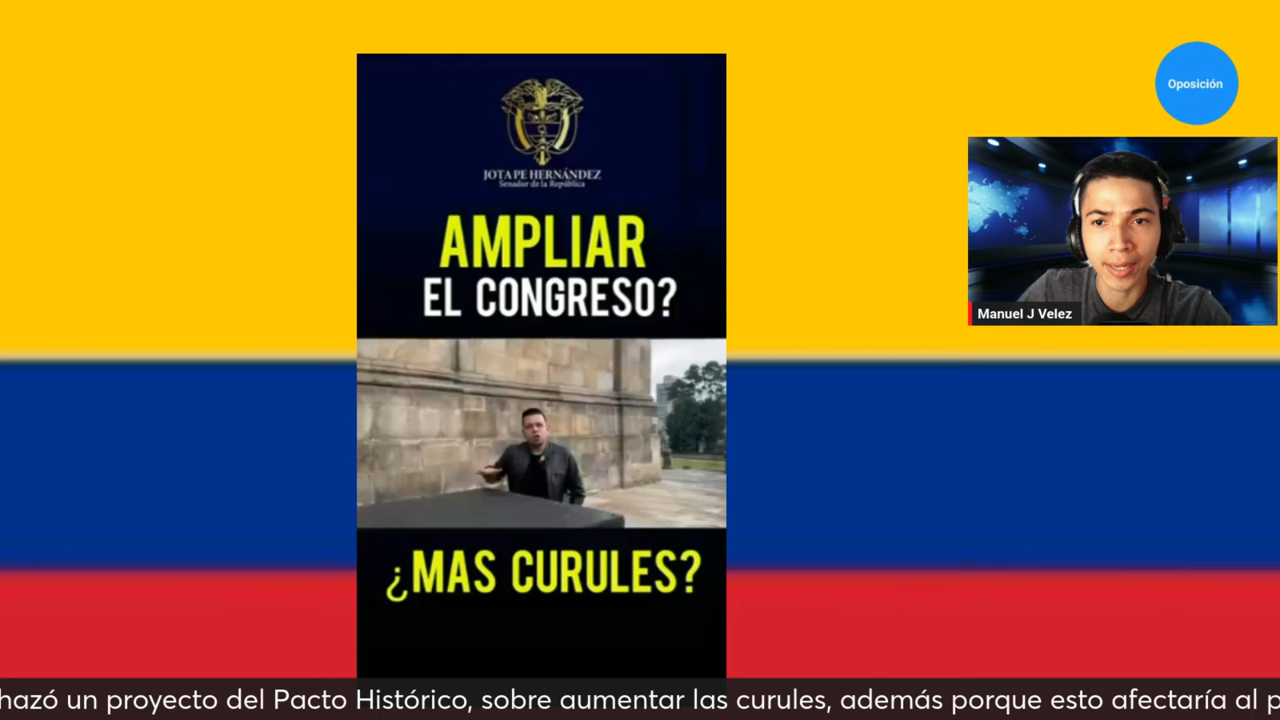 Oposición
JOTA PE HERNÁNDEZ
Senador de la República
AMPLIAR
EL CONGRESO?
Manuel J Velez
¿MAS CURULES?
hazó un proyecto del Pacto Histórico, sobre aumentar las curules, además porque esto afectaría al p